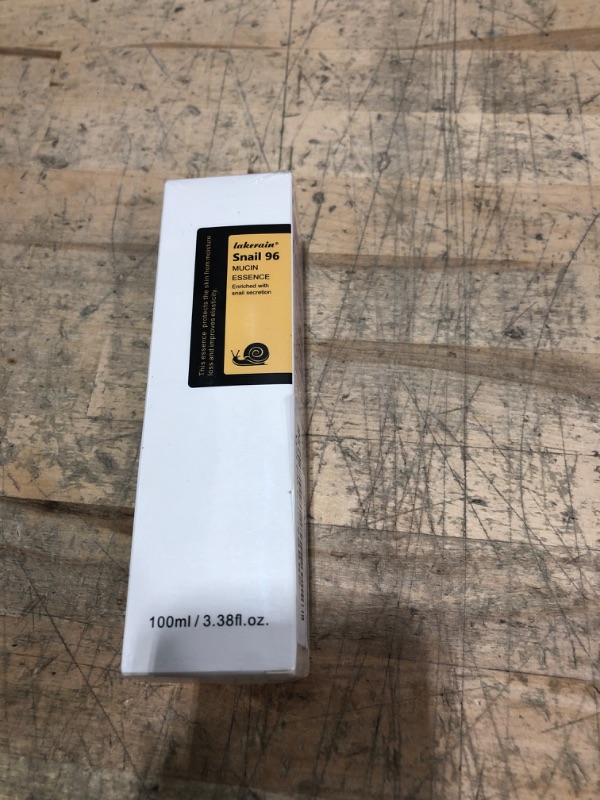 lakerain®
Snail 96
MUCIN
ESSENCE
Enriched with
snail secretion
This essence protects the skin from moisture
loss and improves elasticity.
100ml / 3.38fl.oz.